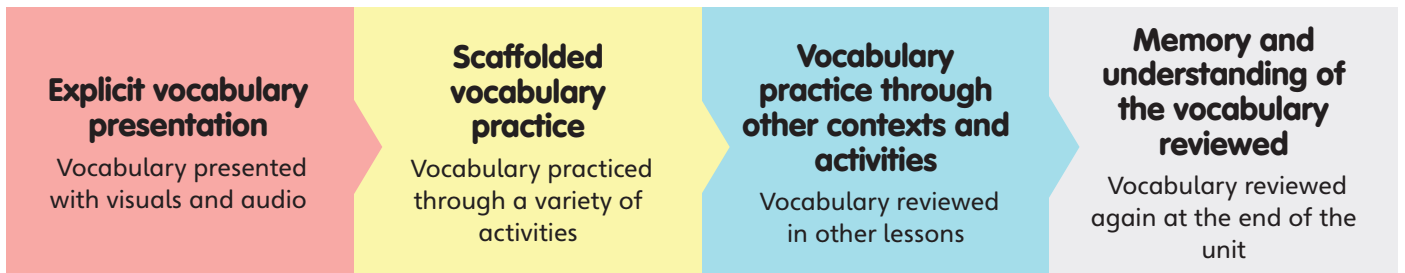 Explicit vocabulary
presentation
Vocabulary presented
with visuals and audio
Scaffolded
vocabulary
practice
Vocabulary practiced
through a variety of
activities
Vocabulary
practice through
other contexts and
activities
Vocabulary reviewed
in other lessons
Memory and
understanding of
the vocabulary
reviewed
Vocabulary reviewed
again at the end of the
unit